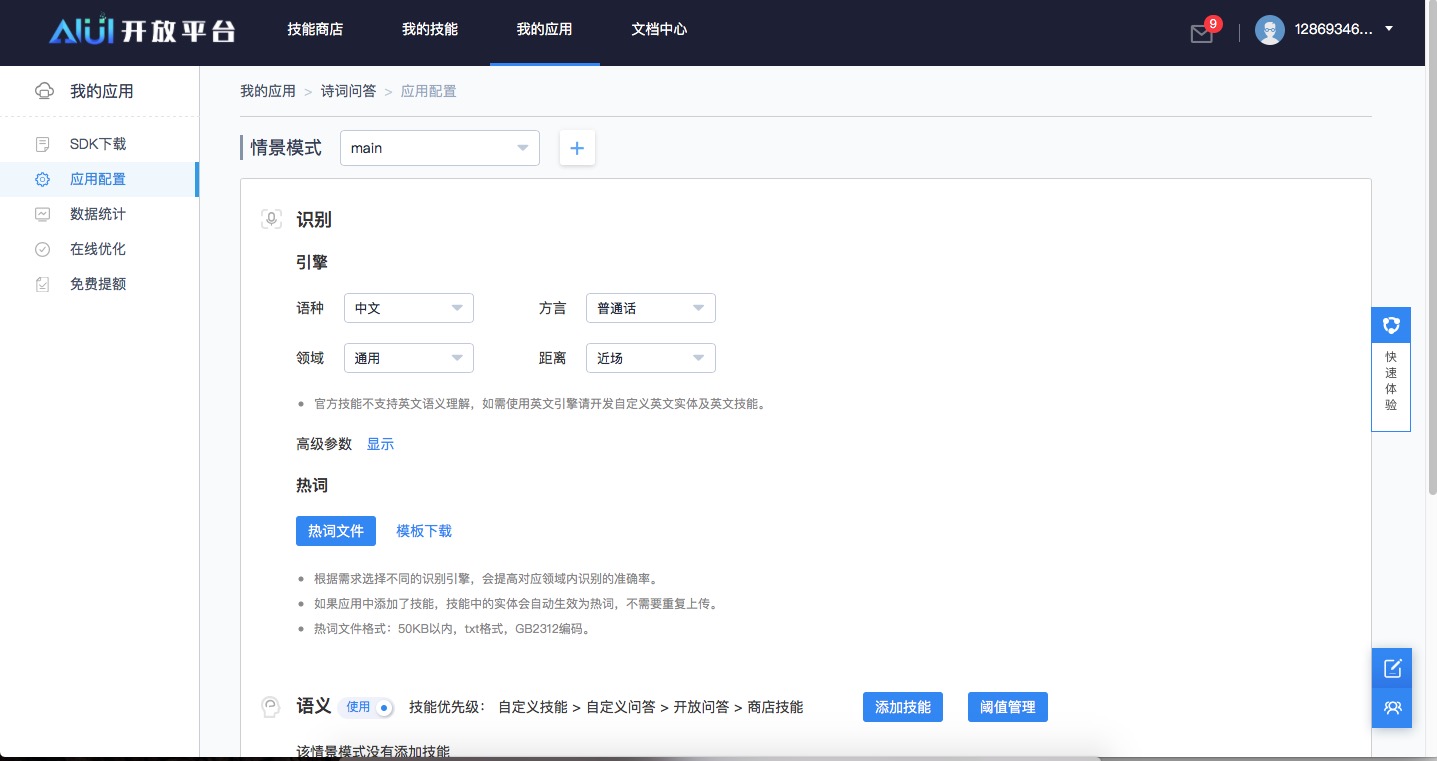 AIUI 开放平台 技能商店 我的技能 我的应用 文档中心 9 12869346...
我的应用
SDK下载
应用配置
数据统计
在线优化
免费提额
我的应用 > 诗词问答 > 应用配置
情景模式 main +
识别
引擎
语种 中文 方言 普通话
领域 通用 距离 近场
官方技能不支持英文语义理解，如需使用英文引擎请开发自定义英文实体及英文技能。
高级参数 显示
热词
热词文件 模板下载
根据需求选择不同的识别引擎，会提高对应领域内识别的准确率。
如果应用中添加了技能，技能中的实体会自动生效为热词，不需要重复上传。
热词文件格式：50KB以内，txt格式，GB2312编码。
语义 使用 技能优先级： 自定义技能 > 自定义问答 > 开放问答 > 商店技能 添加技能 阈值管理
该情景模式没有添加技能
快
速
体
验